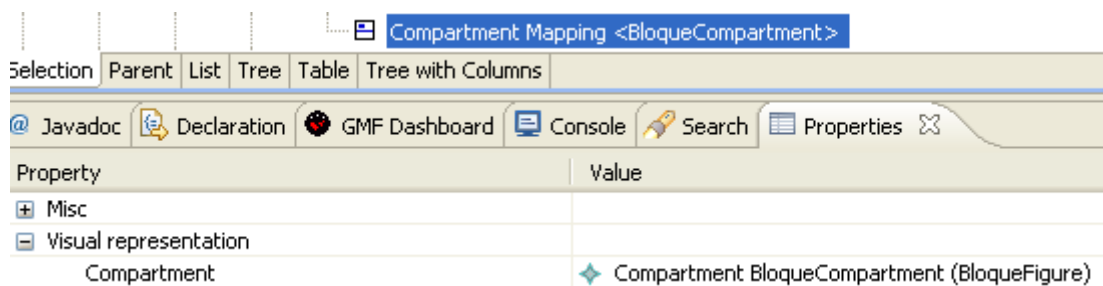 Compartment Mapping <BloqueCompartment>
Selection Parent List Tree Table Tree with Columns
@ Javadoc Declaration GMF Dashboard Console Search Properties
Property Value
Misc
Visual representation
Compartment Compartment BloqueCompartment (BloqueFigure)